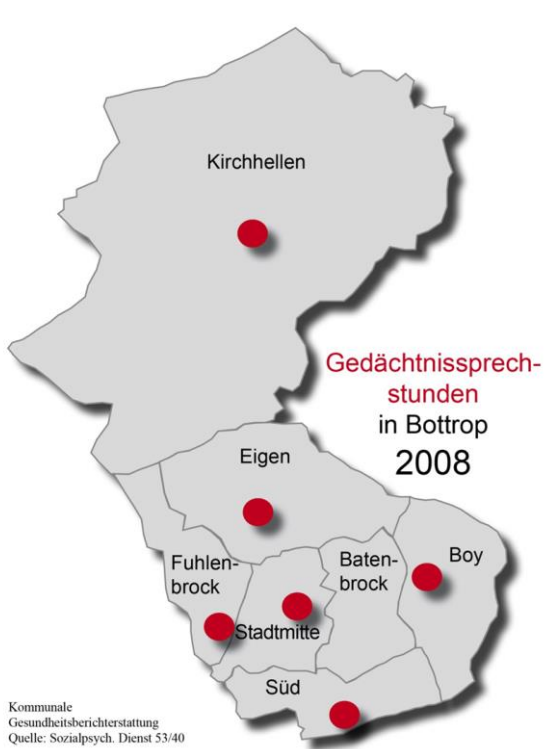 Kirchhellen
Gedächtnissprech-
stunden
in Bottrop
2008
Eigen
Fuhlen-
brock
Baten-
brock
Boy
Stadtmitte
Süd
Kommunale
Gesundheitsberichterstattung
Quelle: Sozialpsych. Dienst 53/40